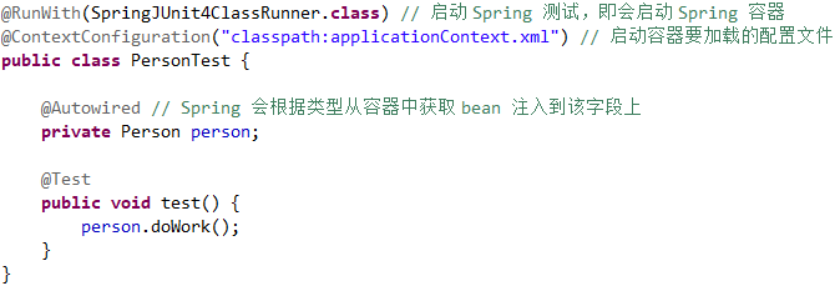 @RunWith(SpringJUnit4ClassRunner.class) // 启动 Spring 测试，即会启动 Spring 容器
@ContextConfiguration("classpath:applicationContext.xml") // 启动容器要加载的配置文件
public class PersonTest {
    @Autowired // Spring 会根据类型从容器中获取 bean 注入到该字段上
    private Person person;
    @Test
    public void test() {
        person.doWork();
    }
}